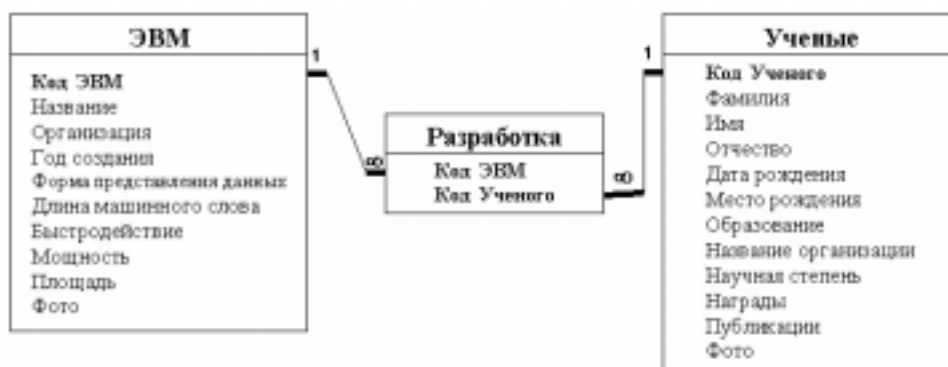 ЭВМ
Код ЭВМ
Название
Организация
Год создания
Форма представления данных
Длина машинного слова
Быстродействие
Мощность
Площадь
Фото
1
∞
Разработка
Код ЭВМ
Код Ученого
1
∞
Ученые
Код Ученого
Фамилия
Имя
Отчество
Дата рождения
Место рождения
Образование
Название организации
Научная степень
Награды
Публикации
Фото